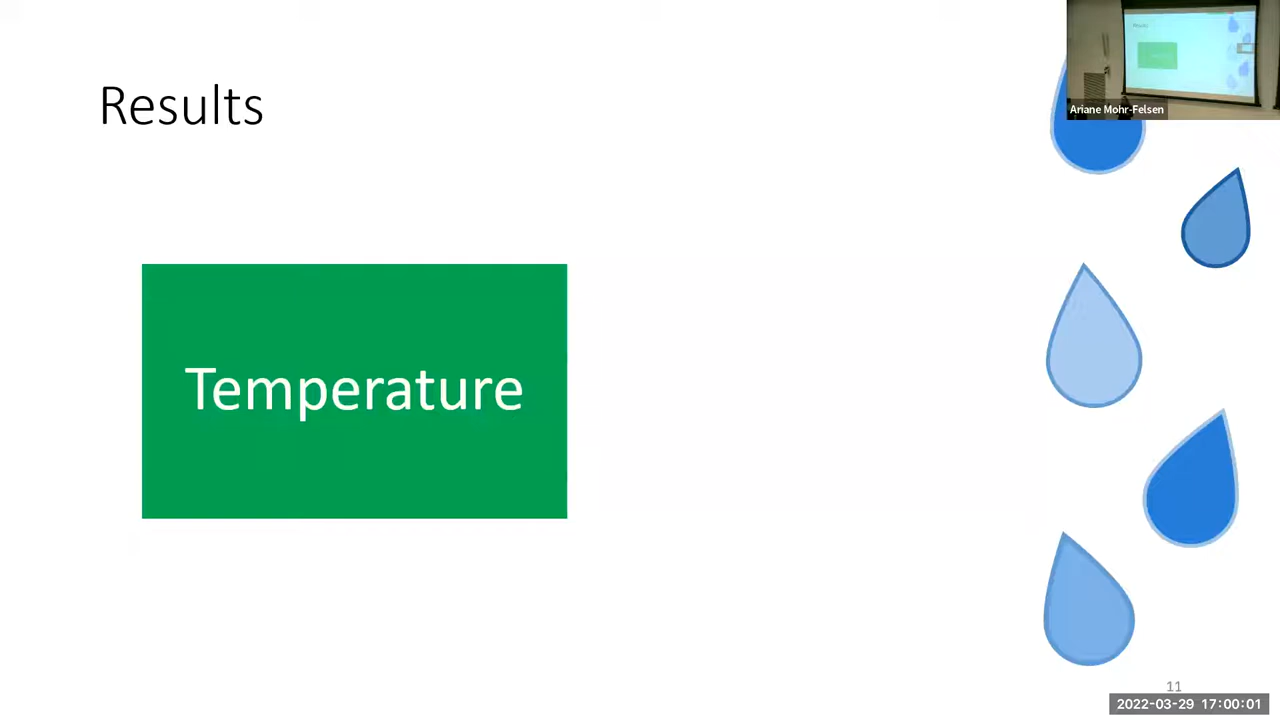 Results
Ariane Mohr-Felsen
Temperature
11
2022-03-29 17:00:01